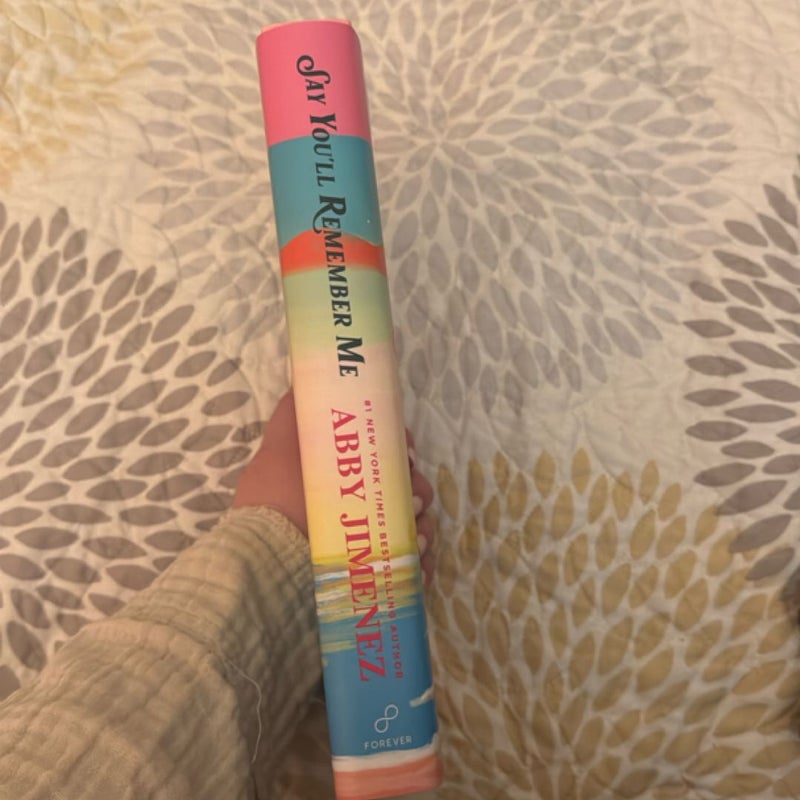 SAY YOU'LL REMEMBER ME
#1 NEW YORK TIMES BESTSELLING AUTHOR
ABBY JIMENEZ
FOREVER